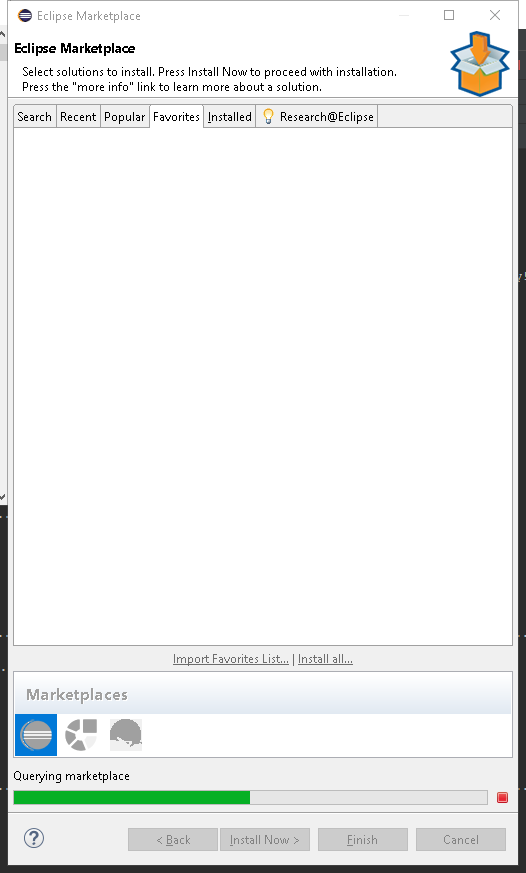 Eclipse Marketplace
Eclipse Marketplace
Select solutions to install. Press Install Now to proceed with installation.
Press the "more info" link to learn more about a solution.
Search Recent Popular Favorites Installed Research@Eclipse
Import Favorites List... | Install all...
Marketplaces
Querying marketplace
? < Back Install Now > Finish Cancel